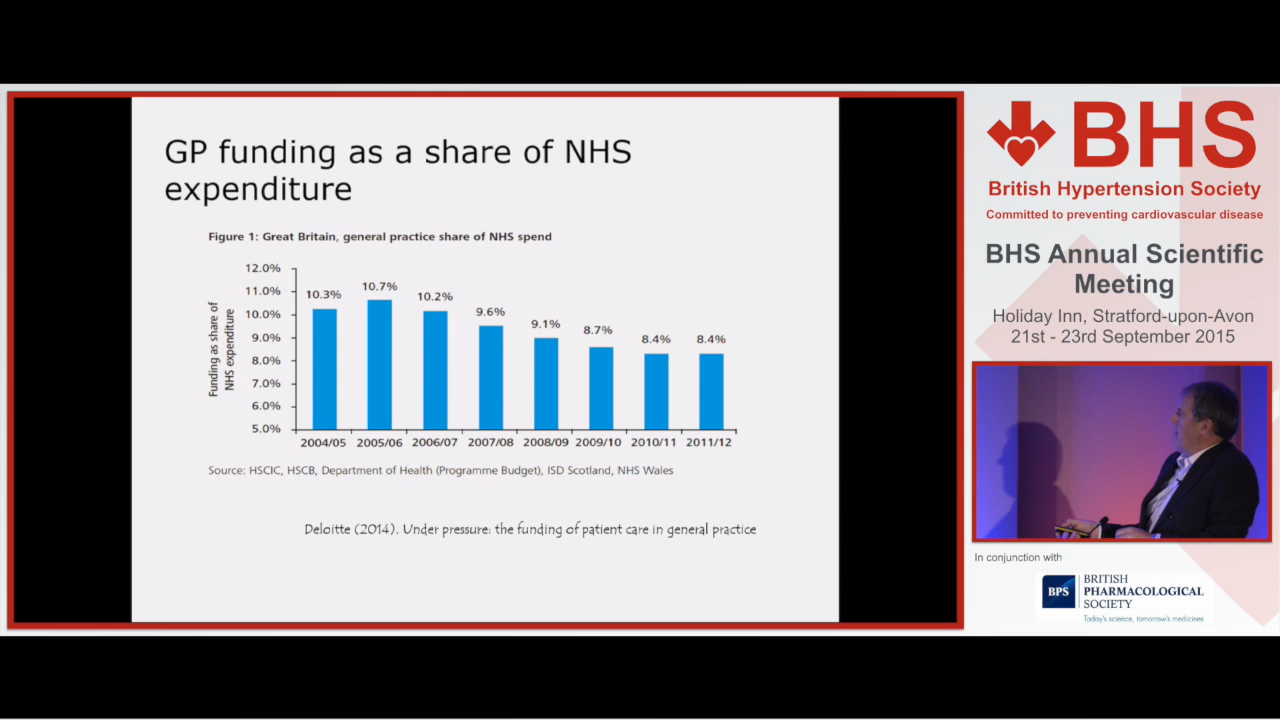 GP funding as a share of NHS
expenditure
Figure 1: Great Britain, general practice share of NHS spend
Funding as share of
NHS expenditure
12.0%
11.0%
10.0%
9.0%
8.0%
7.0%
6.0%
5.0%
10.3%
10.7%
10.2%
9.6%
9.1%
8.7%
8.4%
8.4%
2004/05 2005/06 2006/07 2007/08 2008/09 2009/10 2010/11 2011/12
Source: HSCIC, HSCB, Department of Health (Programme Budget), ISD Scotland, NHS Wales
Deloitte (2014). Under pressure: the funding of patient care in general practice
BHS
British Hypertension Society
Committed to preventing cardiovascular disease
BHS Annual Scientific
Meeting
Holiday Inn, Stratford-upon-Avon
21st - 23rd September 2015
In conjunction with
BPS
BRITISH
PHARMACOLOGICAL
SOCIETY
Today's science, tomorrow's medicines